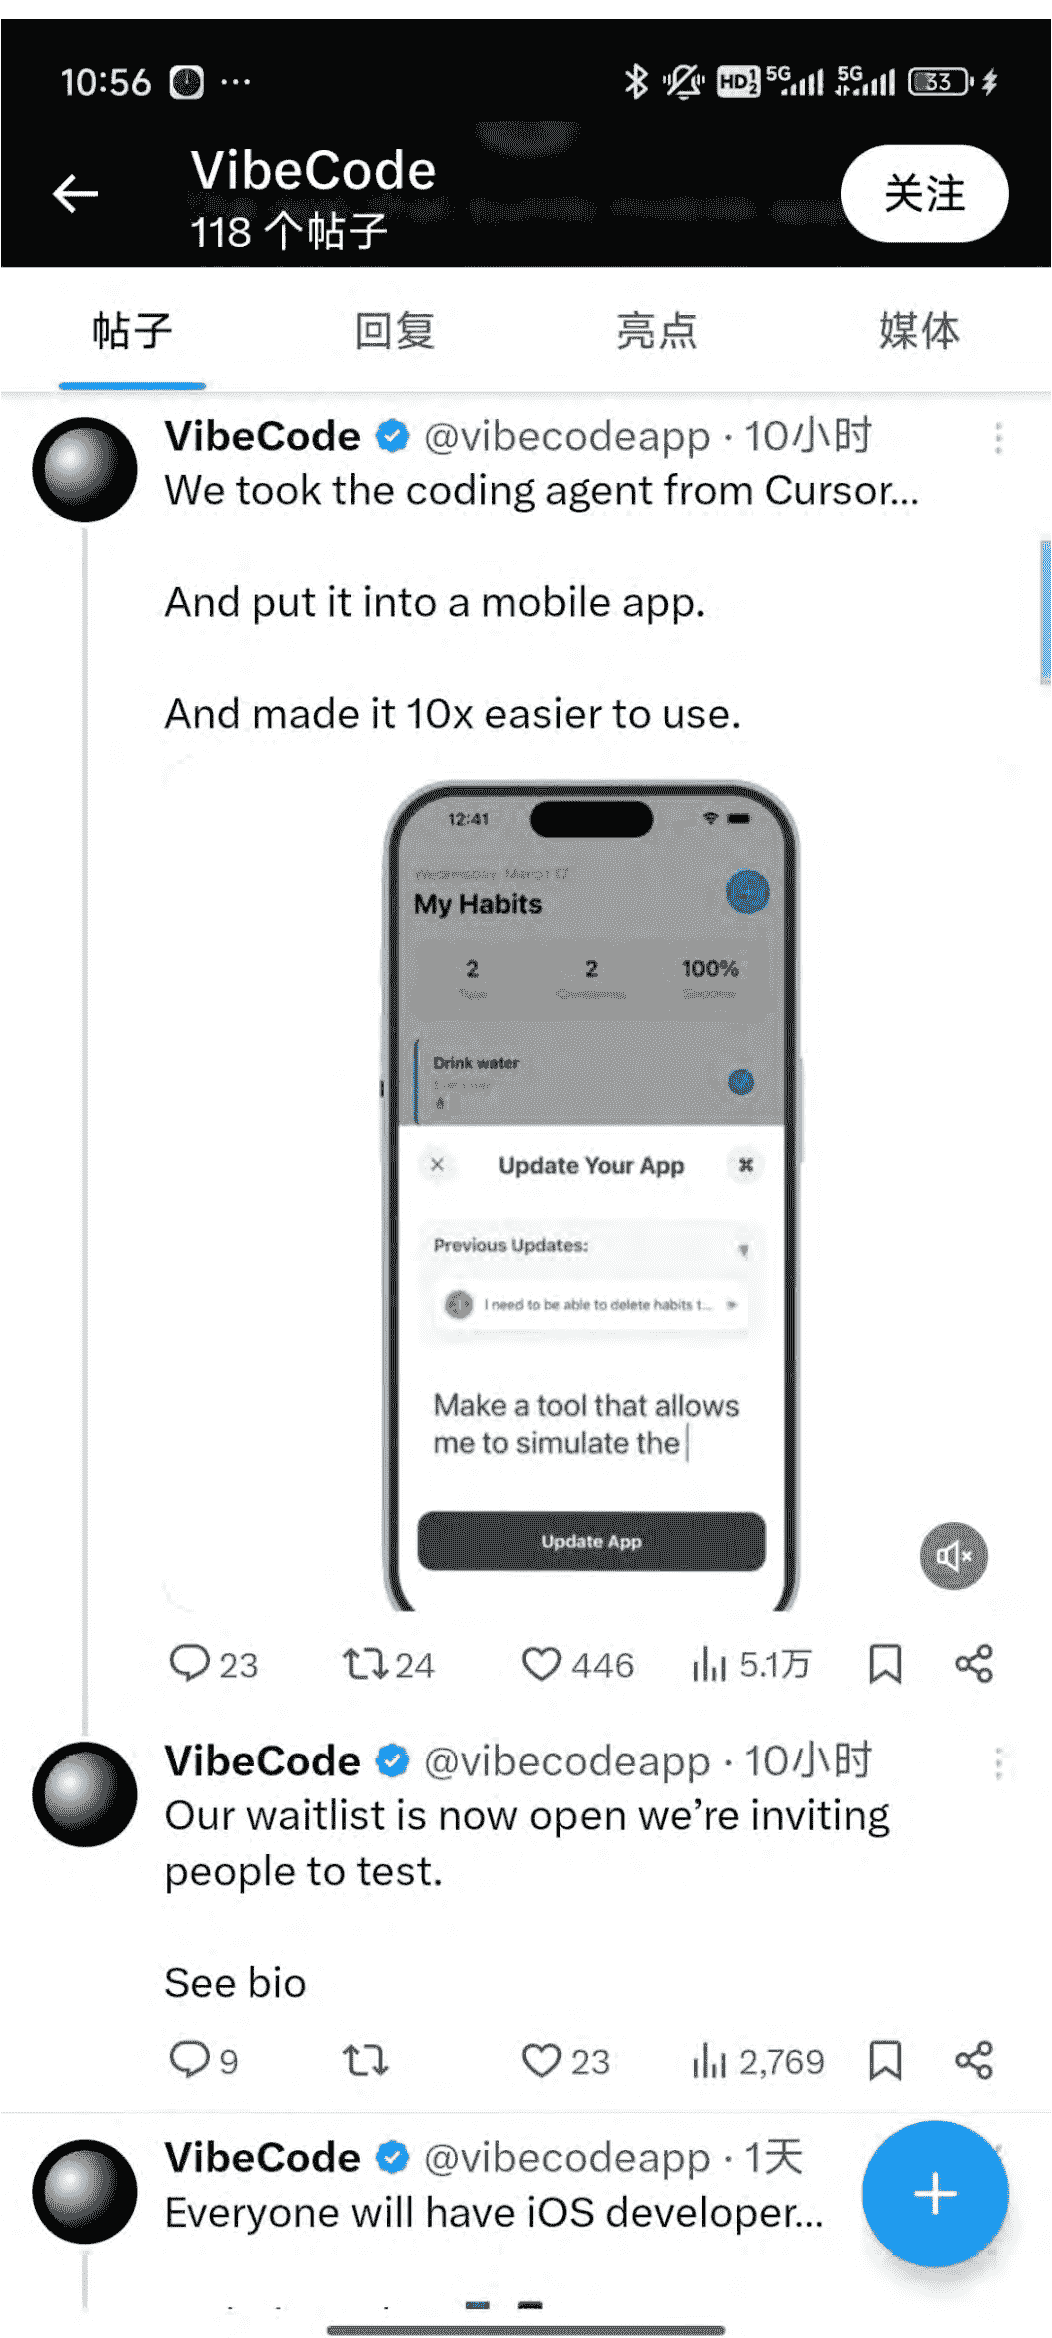 10:56 ...
HD 5G 5G 33
VibeCode
118 个帖子
关注
帖子 回复 亮点 媒体
VibeCode @vibecodeapp · 10小时
We took the coding agent from Cursor...
And put it into a mobile app.
And made it 10x easier to use.
12:41
My Habits
2 2 100%
Drink water
Update Your App
Previous Updates:
I need to be able to delete habits t...
Make a tool that allows
me to simulate the
Update App
23 24 446 5.1万
VibeCode @vibecodeapp · 10小时
Our waitlist is now open we’re inviting
people to test.
See bio
9 23 2,769
VibeCode @vibecodeapp · 1天
Everyone will have iOS developer...